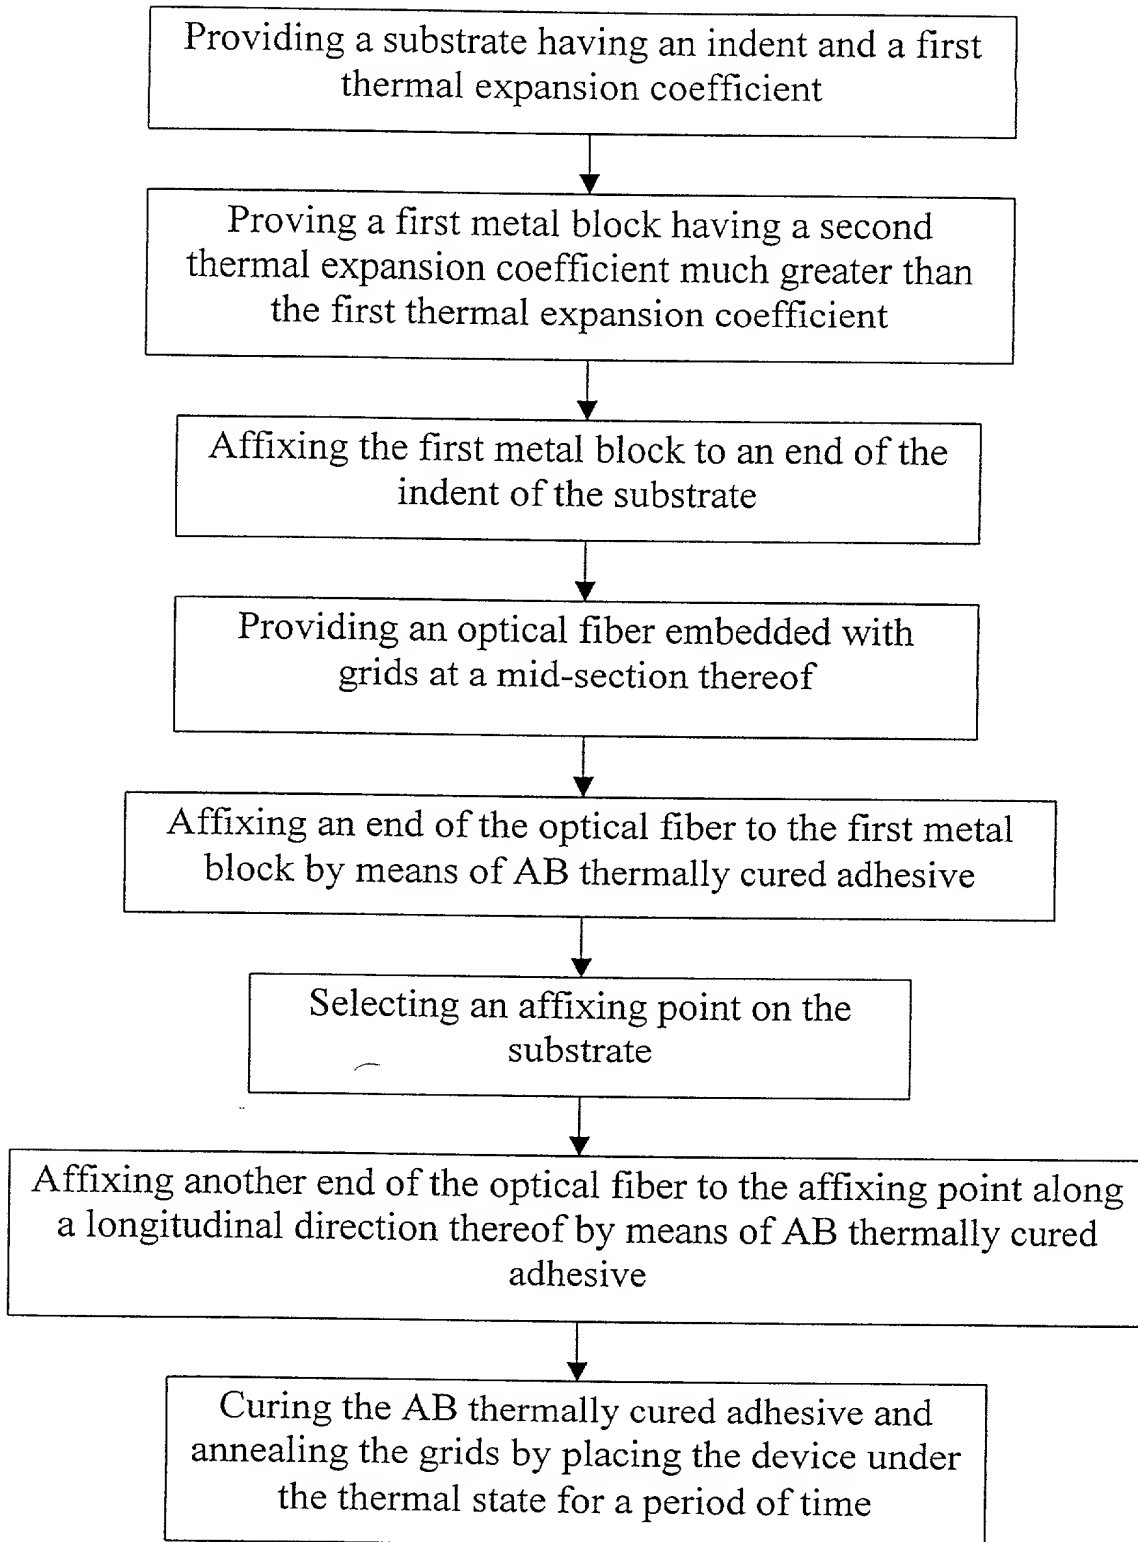 Providing a substrate having an indent and a first
thermal expansion coefficient
Proving a first metal block having a second
thermal expansion coefficient much greater than
the first thermal expansion coefficient
Affixing the first metal block to an end of the
indent of the substrate
Providing an optical fiber embedded with
grids at a mid-section thereof
Affixing an end of the optical fiber to the first metal
block by means of AB thermally cured adhesive
Selecting an affixing point on the
substrate
Affixing another end of the optical fiber to the affixing point along
a longitudinal direction thereof by means of AB thermally cured
adhesive
Curing the AB thermally cured adhesive and
annealing the grids by placing the device under
the thermal state for a period of time